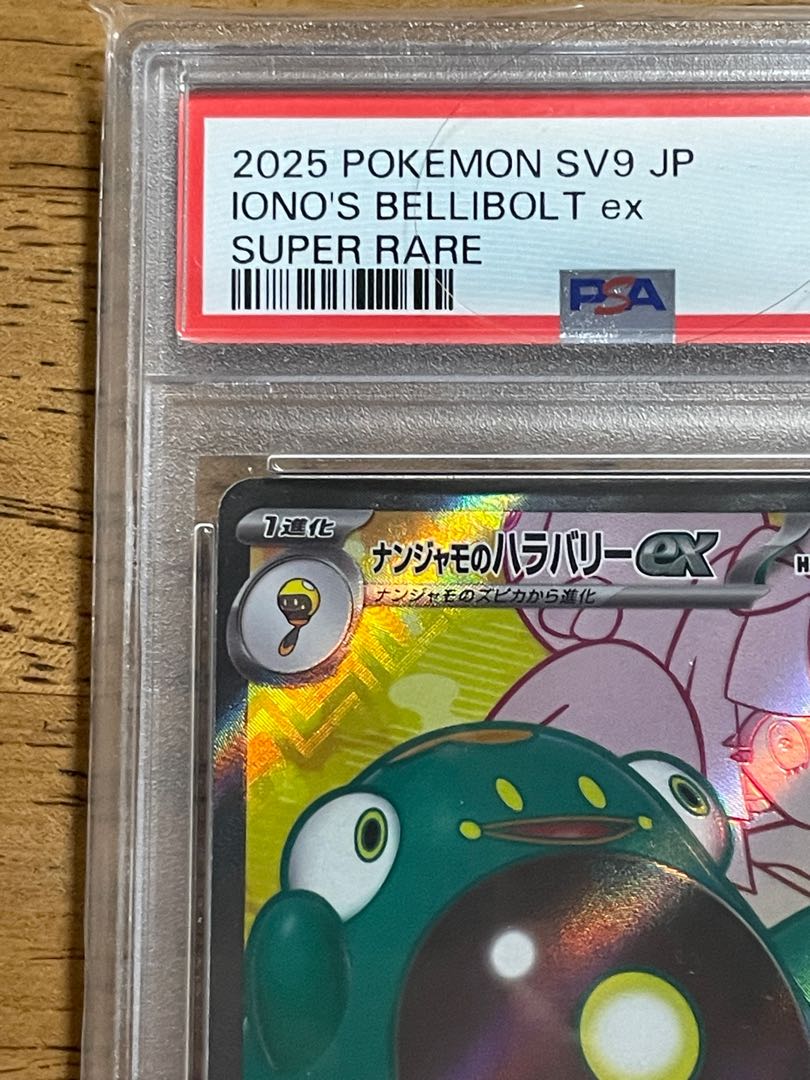 2025 POKEMON SV9 JP
IONO'S BELLIBOLT ex
SUPER RARE
PSA
1進化
ナンジャモのハラバリーex
H
ナンジャモのズピカから進化